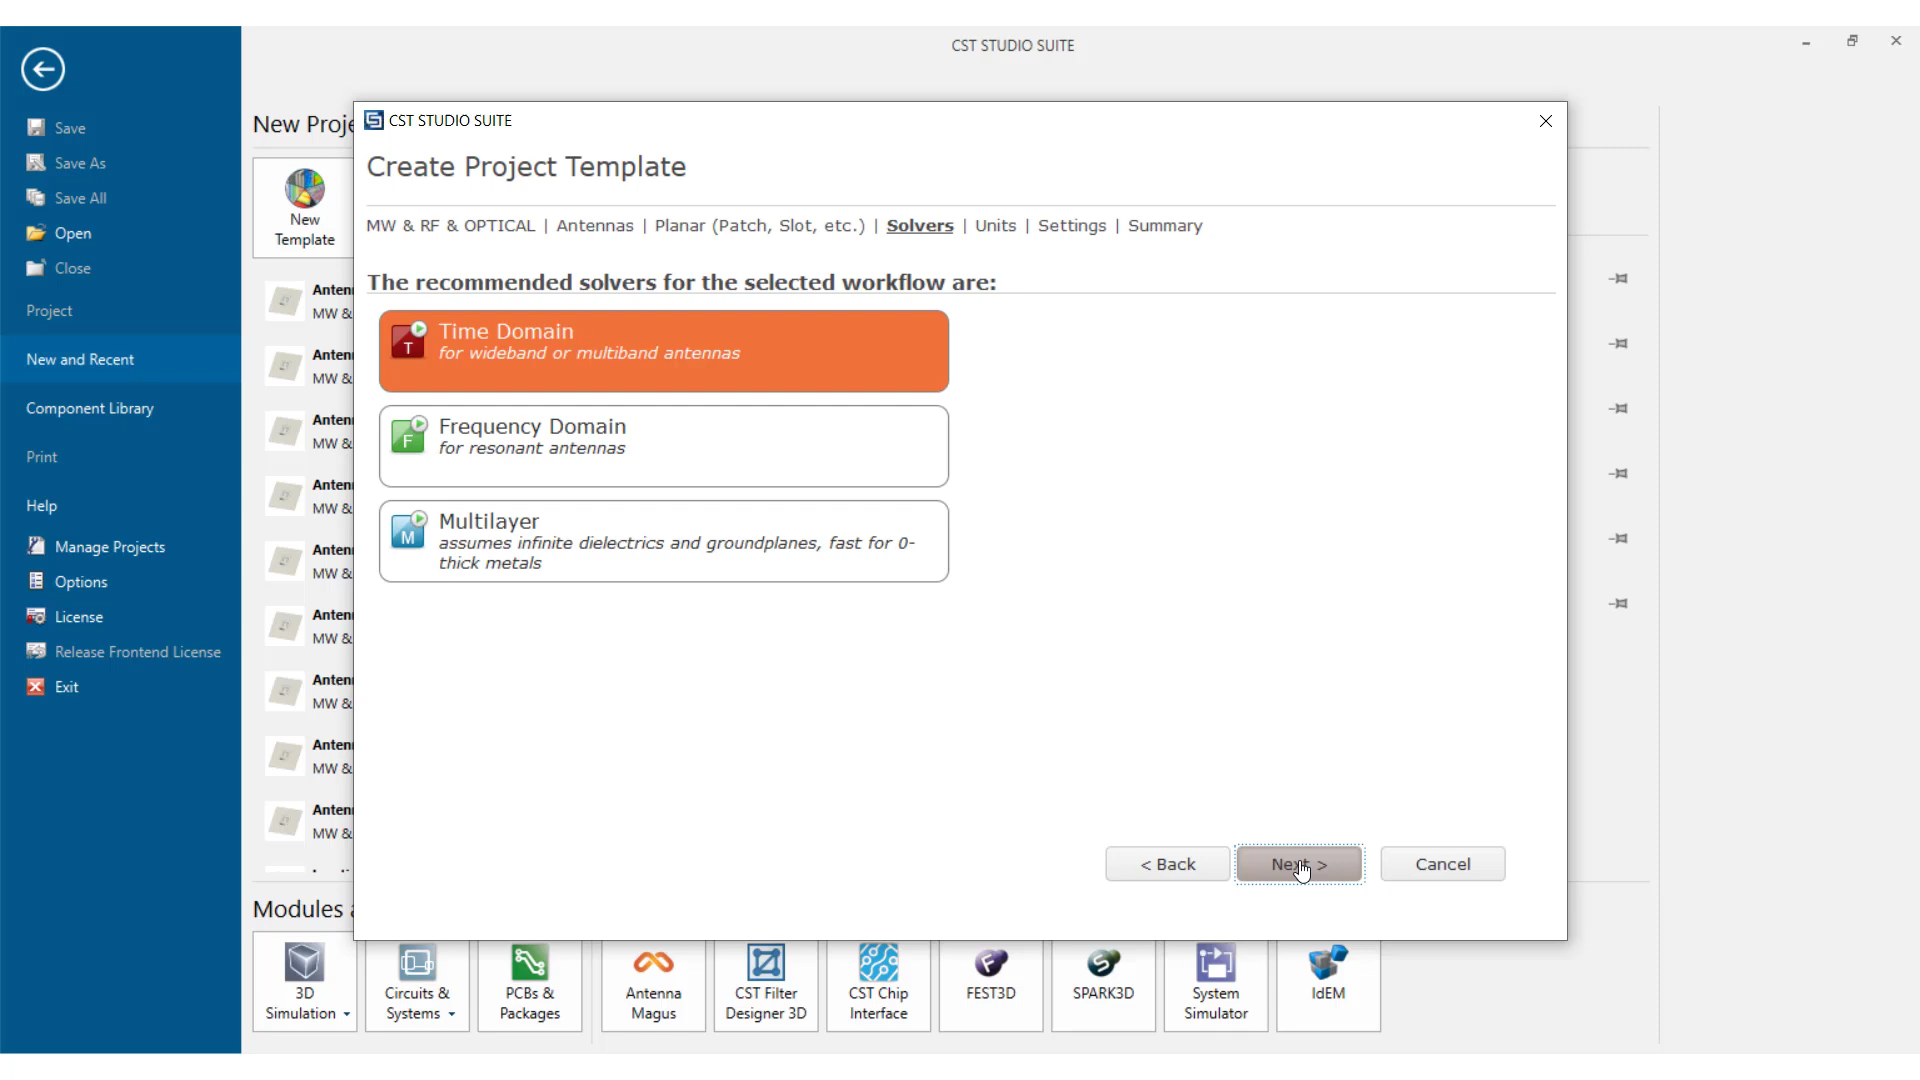 CST STUDIO SUITE
Save
Save As
Save All
Open
Close
Project
New and Recent
Component Library
Print
Help
Manage Projects
Options
License
Release Frontend License
Exit
New Proje
New
Template
Anten
MW &
Anten
MW &
Anten
MW &
Anten
MW &
Anten
MW &
Anten
MW &
Anten
MW &
Anten
MW &
Anten
MW &
CST STUDIO SUITE
Create Project Template
MW & RF & OPTICAL | Antennas | Planar (Patch, Slot, etc.) | Solvers | Units | Settings | Summary
The recommended solvers for the selected workflow are:
T
Time Domain
for wideband or multiband antennas
F
Frequency Domain
for resonant antennas
M
Multilayer
assumes infinite dielectrics and groundplanes, fast for 0-
thick metals
< Back
Next >
Cancel
Modules a
3D
Simulation
Circuits &
Systems
PCBs &
Packages
Antenna
Magus
CST Filter
Designer 3D
CST Chip
Interface
FEST3D
SPARK3D
System
Simulator
IdEM